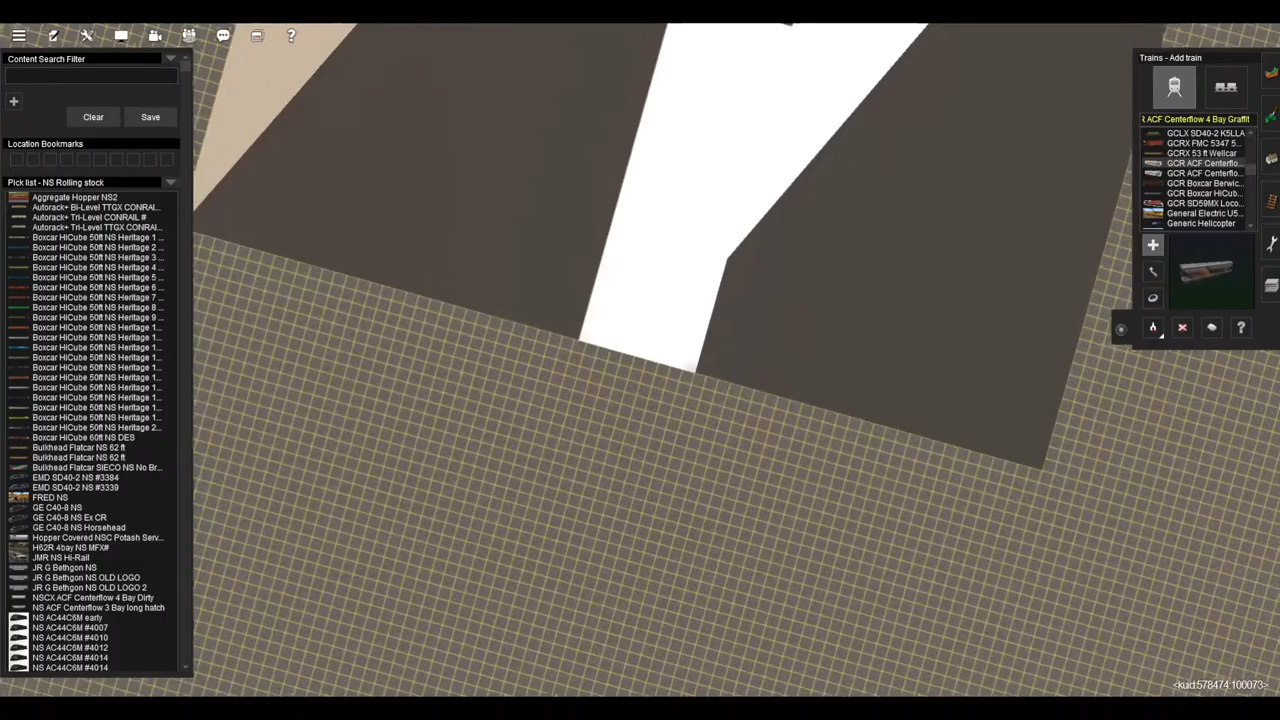 Content Search Filter
Clear
Save
Location Bookmarks
Pick list - NS Rolling stock
Aggregate Hopper NS2
Autorack+ Bi-Level TTGX CONRAI...
Autorack+ Tri-Level CONRAIL #
Autorack+ Tri-Level TTGX CONRAI...
Boxcar HiCube 50ft NS Heritage 1 ...
Boxcar HiCube 50ft NS Heritage 2 ...
Boxcar HiCube 50ft NS Heritage 3 ...
Boxcar HiCube 50ft NS Heritage 4 ...
Boxcar HiCube 50ft NS Heritage 5 ...
Boxcar HiCube 50ft NS Heritage 6 ...
Boxcar HiCube 50ft NS Heritage 7 ...
Boxcar HiCube 50ft NS Heritage 8 ...
Boxcar HiCube 50ft NS Heritage 9 ...
Boxcar HiCube 50ft NS Heritage 1...
Boxcar HiCube 50ft NS Heritage 1...
Boxcar HiCube 50ft NS Heritage 1...
Boxcar HiCube 50ft NS Heritage 1...
Boxcar HiCube 50ft NS Heritage 1...
Boxcar HiCube 50ft NS Heritage 1...
Boxcar HiCube 50ft NS Heritage 1...
Boxcar HiCube 50ft NS Heritage 1...
Boxcar HiCube 50ft NS Heritage 1...
Boxcar HiCube 50ft NS Heritage 1...
Boxcar HiCube 50ft NS Heritage 2...
Boxcar HiCube 60ft NS DES
Bulkhead Flatcar NS 62 ft
Bulkhead Flatcar NS 62 ft
Bulkhead Flatcar SIECO NS No Br...
EMD SD40-2 NS #3384
EMD SD40-2 NS #3339
FRED NS
GE C40-8 NS
GE C40-8 NS Ex CR
GE C40-8 NS Horsehead
Hopper Covered NSC Potash Serv...
H62R 4bay NS MFX#
JMR NS Hi-Rail
JR G Bethgon NS
JR G Bethgon NS OLD LOGO
JR G Bethgon NS OLD LOGO 2
NSCX ACF Centerflow 4 Bay Dirty
NS ACF Centerflow 3 Bay long hatch
NS AC44C6M early
NS AC44C6M #4007
NS AC44C6M #4010
NS AC44C6M #4012
NS AC44C6M #4014
NS AC44C6M #4014
Trains - Add train
R ACF Centerflow 4 Bay Graffit
GCLX SD40-2 K5LLA
GCRX FMC 5347 5...
GCRX 53 ft Wellcar
GCR ACF Centerflo...
GCR ACF Centerflo...
GCR Boxcar Berwic...
GCR Boxcar HiCub...
GCR SD59MX Loco...
General Electric U5...
Generic Helicopter
<kuid:578474:100073>